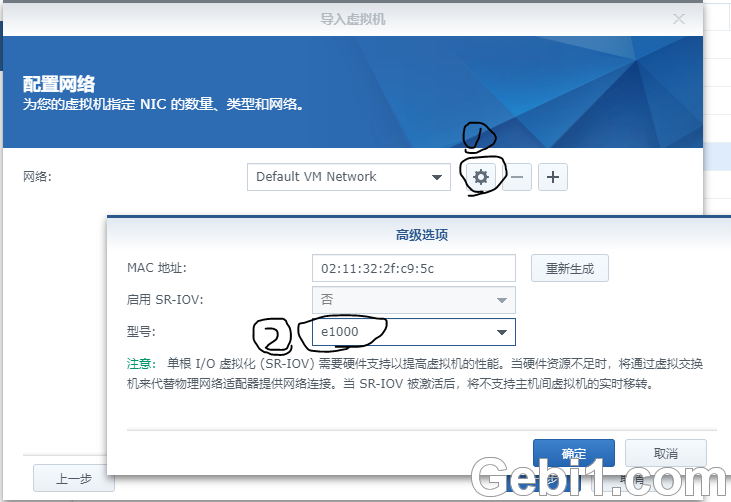 导入虚拟机
配置网络
为您的虚拟机指定 NIC 的数量、类型和网络。
①
网络:
Default VM Network
高级选项
MAC 地址:
02:11:32:2f:c9:5c
重新生成
启用 SR-IOV:
否
②
型号:
e1000
注意: 单根 I/O 虚拟化 (SR-IOV) 需要硬件支持以提高虚拟机的性能。当硬件资源不足时，将通过虚拟交换
机来代替物理网络适配器提供网络连接。当 SR-IOV 被激活后，将不支持主机间虚拟机的实时移转。
确定
取消
上一步
步
取消
Gebi1.com